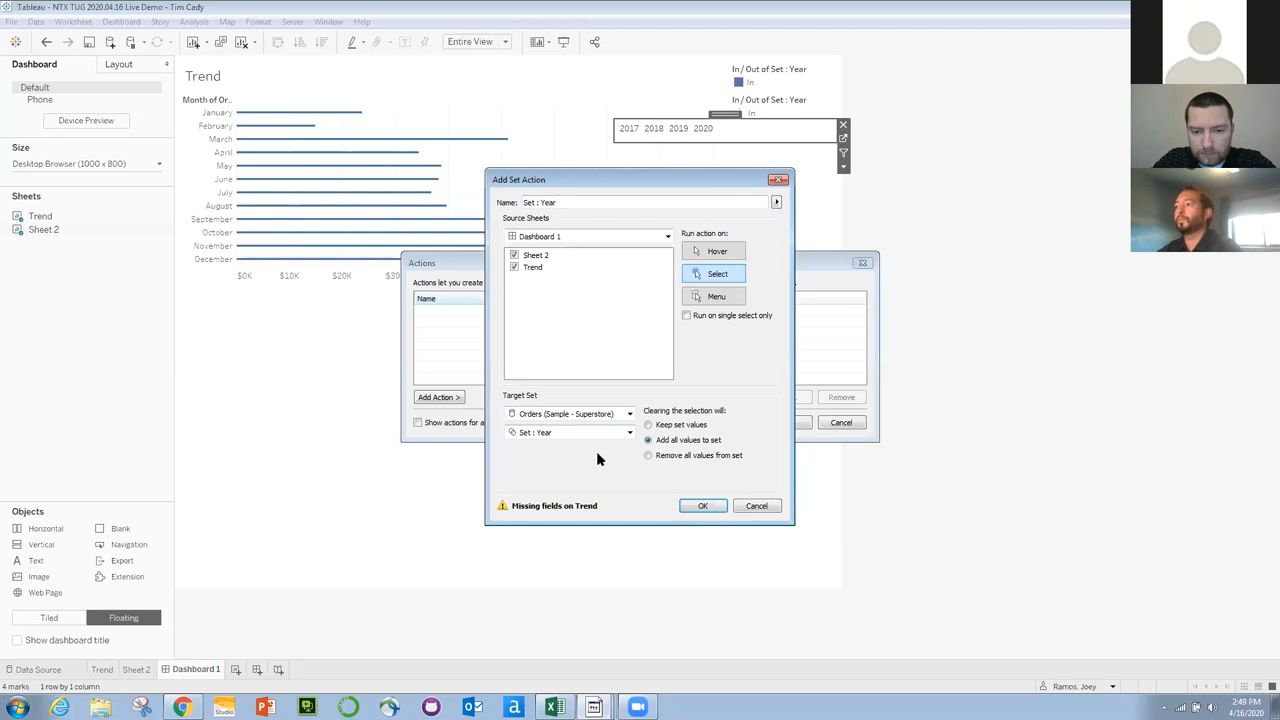 Tableau - NTX TUG 2020.04.16 Live Demo - Tim Cady
File Data Worksheet Dashboard Story Analysis Map Format Server Window Help
Entire View
Dashboard Layout
Default
Phone
Device Preview
Size
Desktop Browser (1000 x 800)
Sheets
Trend
Sheet 2
Objects
Horizontal Blank
Vertical Navigation
Text Export
Image Extension
Web Page
Tiled Floating
Show dashboard title
Trend
Month of Or..
January
February
March
April
May
June
July
August
September
October
November
December
$0K $10K $20K $3
In / Out of Set : Year
In
In / Out of Set : Year
In
2017 2018 2019 2020
Actions
Actions let you create
Name
Add Action >
Show actions for a
Remove
Cancel
Add Set Action
Name: Set : Year
Source Sheets
Dashboard 1
Sheet 2
Trend
Run action on:
Hover
Select
Menu
Run on single select only
Target Set
Orders (Sample - Superstore)
Set : Year
Clearing the selection will:
Keep set values
Add all values to set
Remove all values from set
Missing fields on Trend
OK Cancel
Data Source Trend Sheet 2 Dashboard 1
4 marks 1 row by 1 column
Ramos, Joey
2:49 PM
4/16/2020